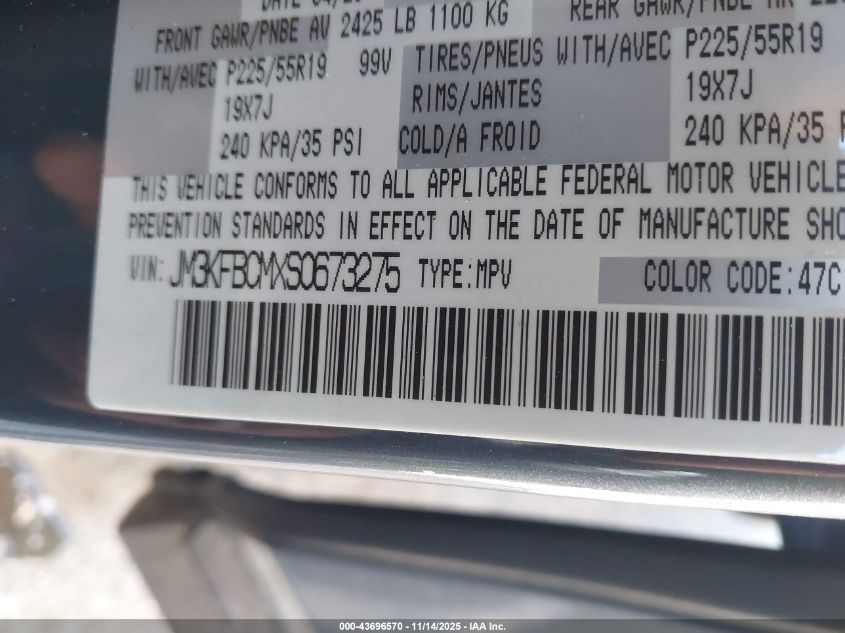 FRONT GAWR/PNBE AV 2425 LB 1100 KG
REAR GAWR/PNBE
WITH/AVEC P225/55R19 99V TIRES/PNEUS WITH/AVEC P225/55R19
19X7J RIMS/JANTES 19X7J
240 KPA/35 PSI COLD/A FROID 240 KPA/35
THIS VEHICLE CONFORMS TO ALL APPLICABLE FEDERAL MOTOR VEHICLE
PREVENTION STANDARDS IN EFFECT ON THE DATE OF MANUFACTURE
VIN: JM3KFBCMXS0673275 TYPE:MPV COLOR CODE:47C
000-43696570 | 11/14/2025 - IAA Inc.